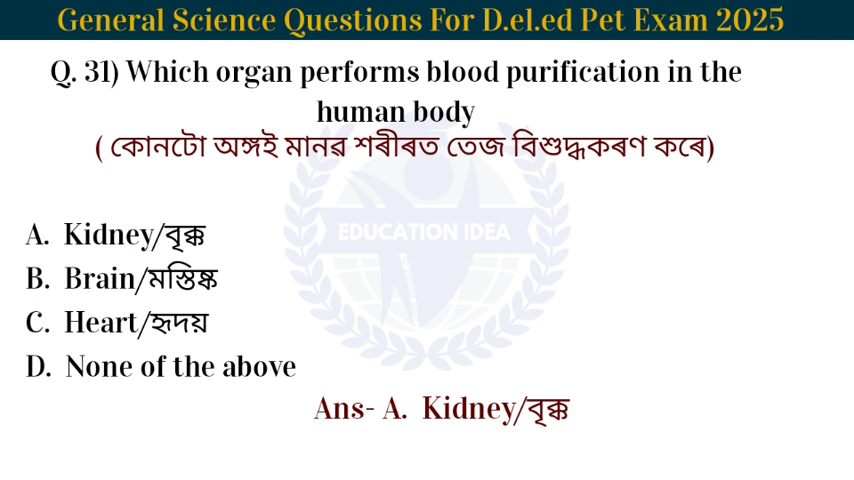 General Science Questions For D.el.ed Pet Exam 2025
Q. 31) Which organ performs blood purification in the
human body
( কোনটো অঙ্গই মানৱ শৰীৰত তেজ বিশুদ্ধকৰণ কৰে)
EDUCATION IDEA
A. Kidney/বৃক্ক
B. Brain/মস্তিষ্ক
C. Heart/হৃদয়
D. None of the above
Ans- A. Kidney/বৃক্ক